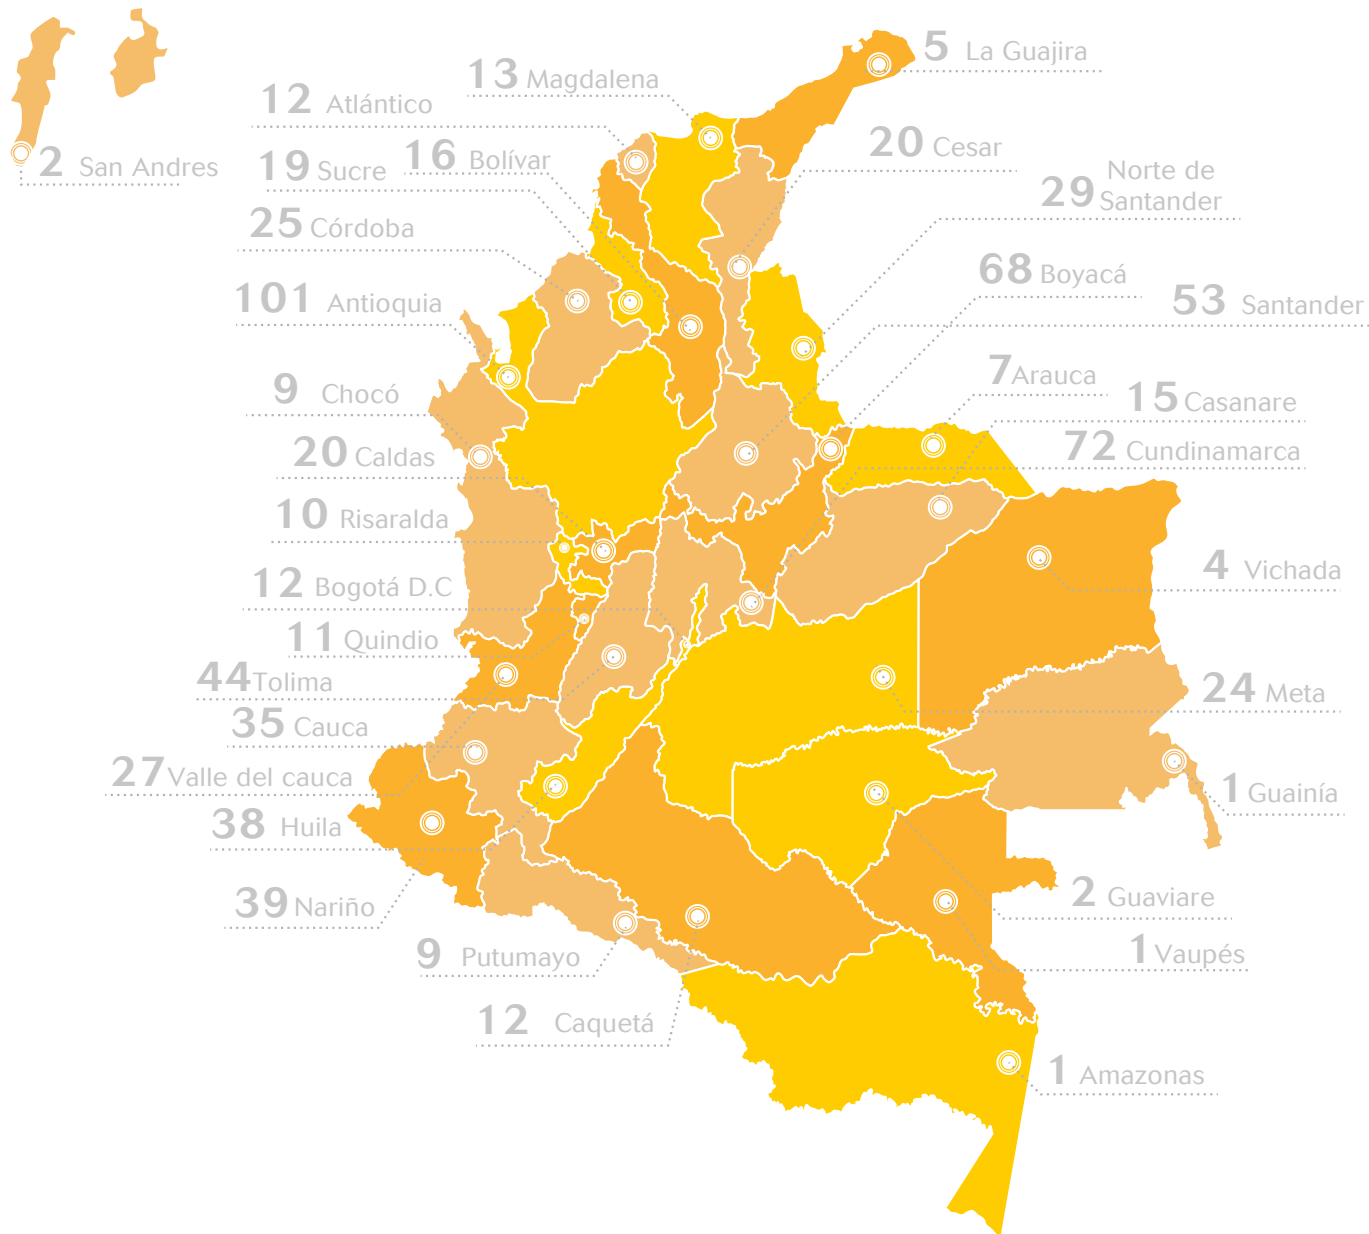 5 La Guajira
13 Magdalena
12 Atlántico
20 Cesar
2 San Andres
19 Sucre
16 Bolívar
29 Norte de
Santander
25 Córdoba
68 Boyacá
101 Antioquia
53 Santander
7 Arauca
9 Chocó
15 Casanare
20 Caldas
72 Cundinamarca
10 Risaralda
12 Bogotá D.C
4 Vichada
11 Quindio
44 Tolima
24 Meta
35 Cauca
27 Valle del cauca
1 Guainía
38 Huila
39 Nariño
2 Guaviare
9 Putumayo
1 Vaupés
12 Caquetá
1 Amazonas